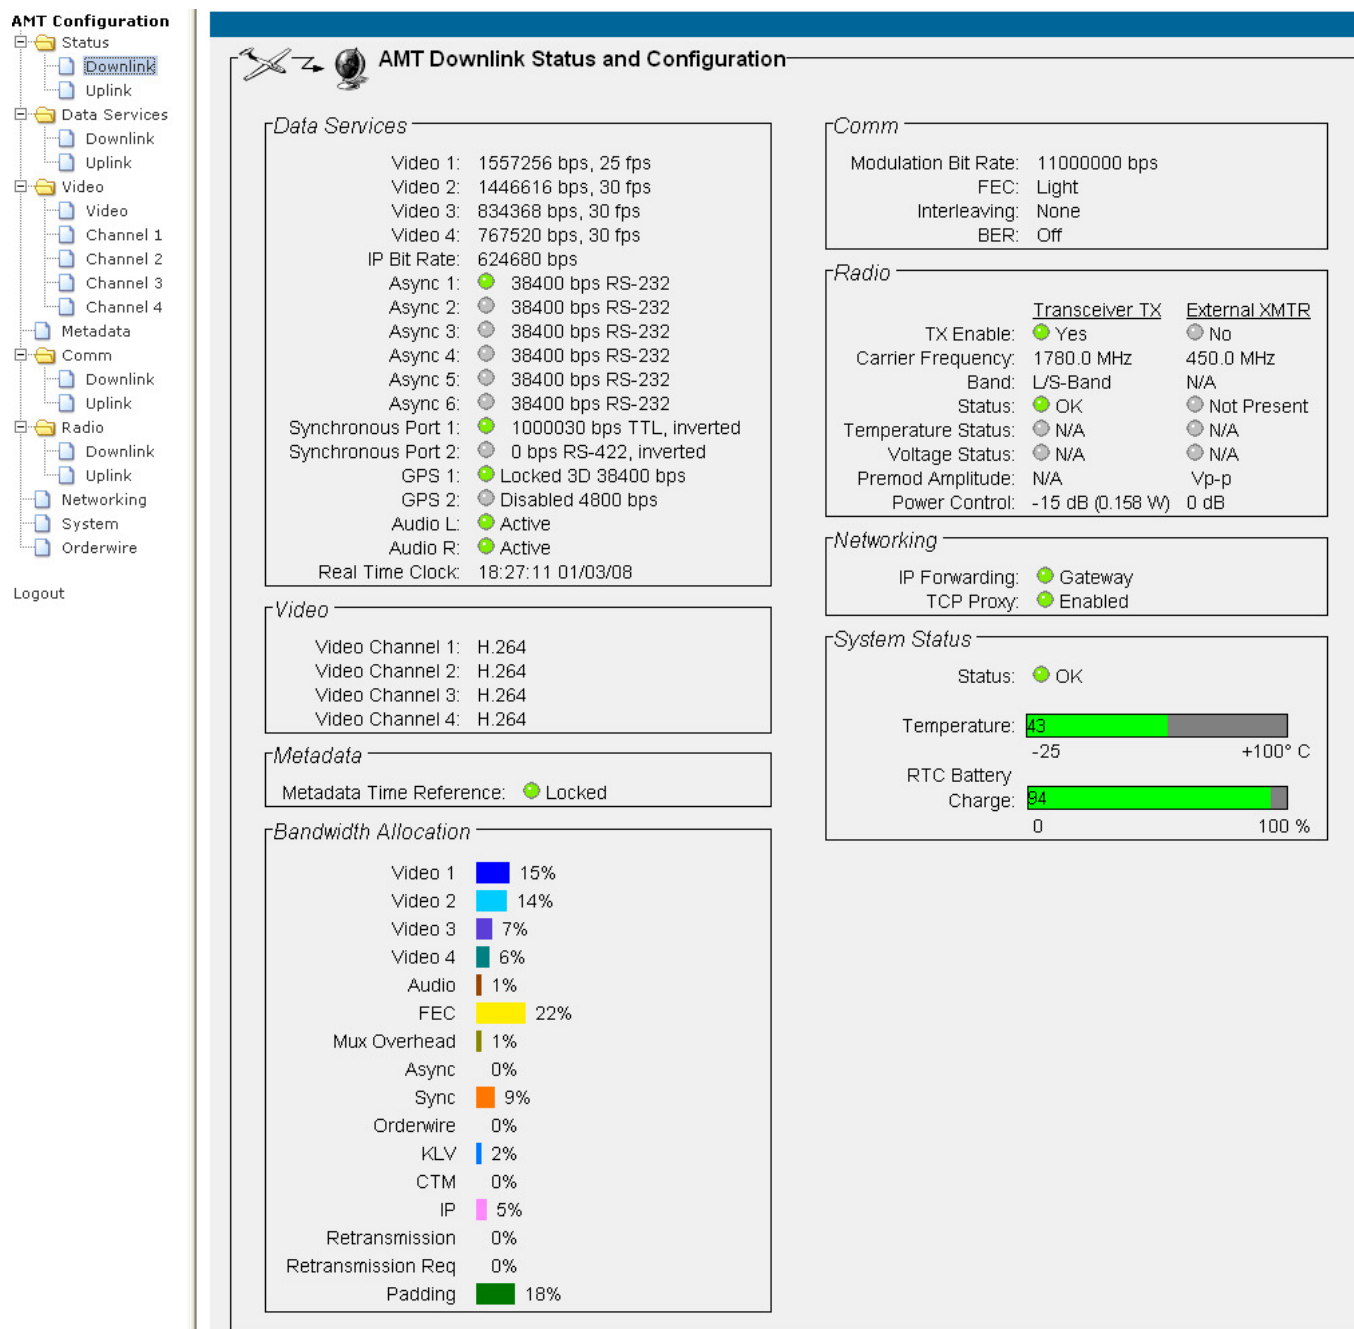 AMT Configuration
Status
Downlink
Uplink
Data Services
Downlink
Uplink
Video
Video
Channel 1
Channel 2
Channel 3
Channel 4
Metadata
Comm
Downlink
Uplink
Radio
Downlink
Uplink
Networking
System
Orderwire
Logout
AMT Downlink Status and Configuration
Data Services
Video 1: 1557256 bps, 25 fps
Video 2: 1446616 bps, 30 fps
Video 3: 834368 bps, 30 fps
Video 4: 767520 bps, 30 fps
IP Bit Rate: 624680 bps
Async 1: 38400 bps RS-232
Async 2: 38400 bps RS-232
Async 3: 38400 bps RS-232
Async 4: 38400 bps RS-232
Async 5: 38400 bps RS-232
Async 6: 38400 bps RS-232
Synchronous Port 1: 1000030 bps TTL, inverted
Synchronous Port 2: 0 bps RS-422, inverted
GPS 1: Locked 3D 38400 bps
GPS 2: Disabled 4800 bps
Audio L: Active
Audio R: Active
Real Time Clock: 18:27:11 01/03/08
Video
Video Channel 1: H.264
Video Channel 2: H.264
Video Channel 3: H.264
Video Channel 4: H.264
Metadata
Metadata Time Reference: Locked
Bandwidth Allocation
Video 1 15%
Video 2 14%
Video 3 7%
Video 4 6%
Audio 1%
FEC 22%
Mux Overhead 1%
Async 0%
Sync 9%
Orderwire 0%
KLV 2%
CTM 0%
IP 5%
Retransmission 0%
Retransmission Req 0%
Padding 18%
Comm
Modulation Bit Rate: 11000000 bps
FEC: Light
Interleaving: None
BER: Off
Radio
Transceiver TX External XMTR
TX Enable: Yes No
Carrier Frequency: 1780.0 MHz 450.0 MHz
Band: L/S-Band N/A
Status: OK Not Present
Temperature Status: N/A N/A
Voltage Status: N/A N/A
Premod Amplitude: N/A Vp-p
Power Control: -15 dB (0.158 W) 0 dB
Networking
IP Forwarding: Gateway
TCP Proxy: Enabled
System Status
Status: OK
Temperature: 43
-25 +100° C
RTC Battery
Charge: 94
0 100 %